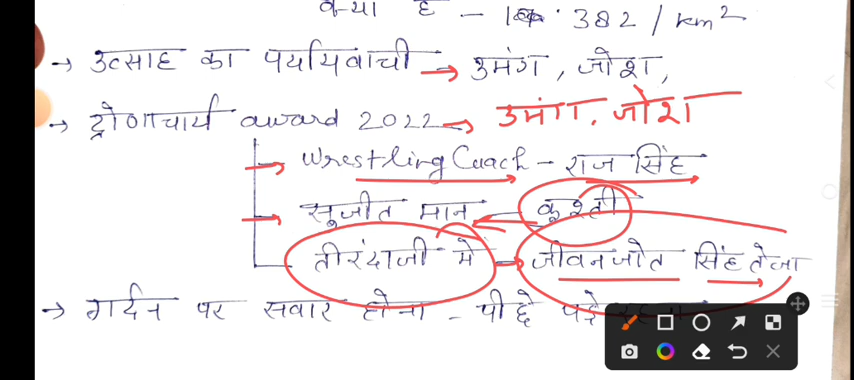 क्या है - 382/km²
→ उत्साह का पर्यायवाची → उमंग, जोश,
→ द्रोणाचार्य award 2022 → उमंग, जोश
→ Wrestling Coach - राज सिंह
→ सूजीत मान ← कूश्ती
तीरंदाजी में → जीवनजोत सिंह तेजा
→ गर्दन पर सवार होना - पीछे पड़े